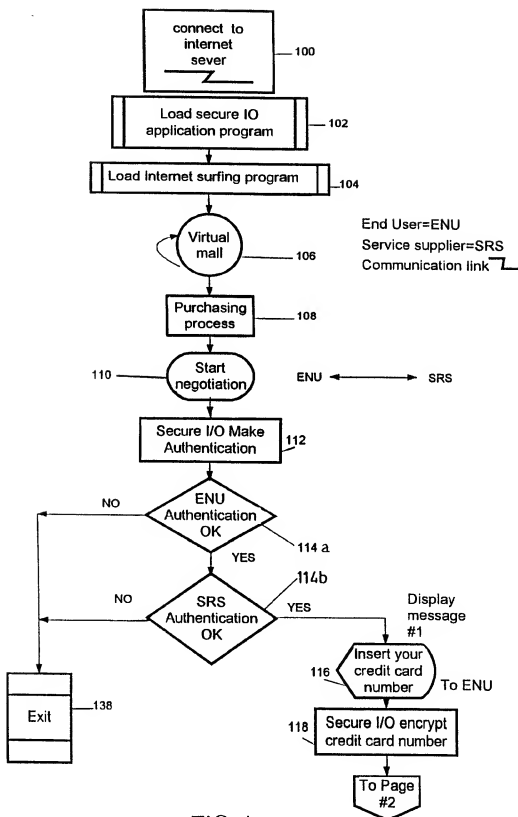 connect to
internet
sever
100
Load secure IO
application program
102
Load internet surfing program
104
End User=ENU
Service supplier=SRS
Communication link
Virtual
mall
106
Purchasing
process
108
110
Start
negotiation
ENU
SRS
Secure I/O Make
Authentication
112
NO
ENU
Authentication
OK
114 a
YES
114b
NO
SRS
Authentication
OK
YES
Display
message
#1
Insert your
credit card
number
116
To ENU
Exit
138
118
Secure I/O encrypt
credit card number
To Page
#2